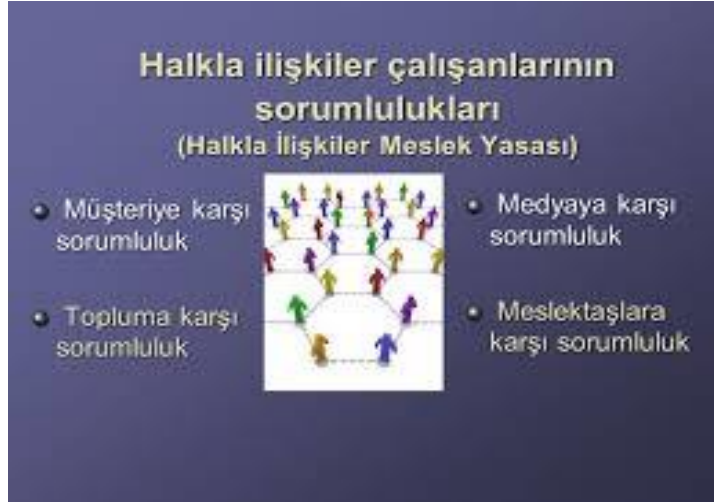 Halkla ilişkiler çalışanlarının
sorumlulukları
(Halkla İlişkiler Meslek Yasası)
Müşteriye karşı
sorumluluk
Topluma karşı
sorumluluk
Medyaya karşı
sorumluluk
Meslektaşlara
karşı sorumluluk